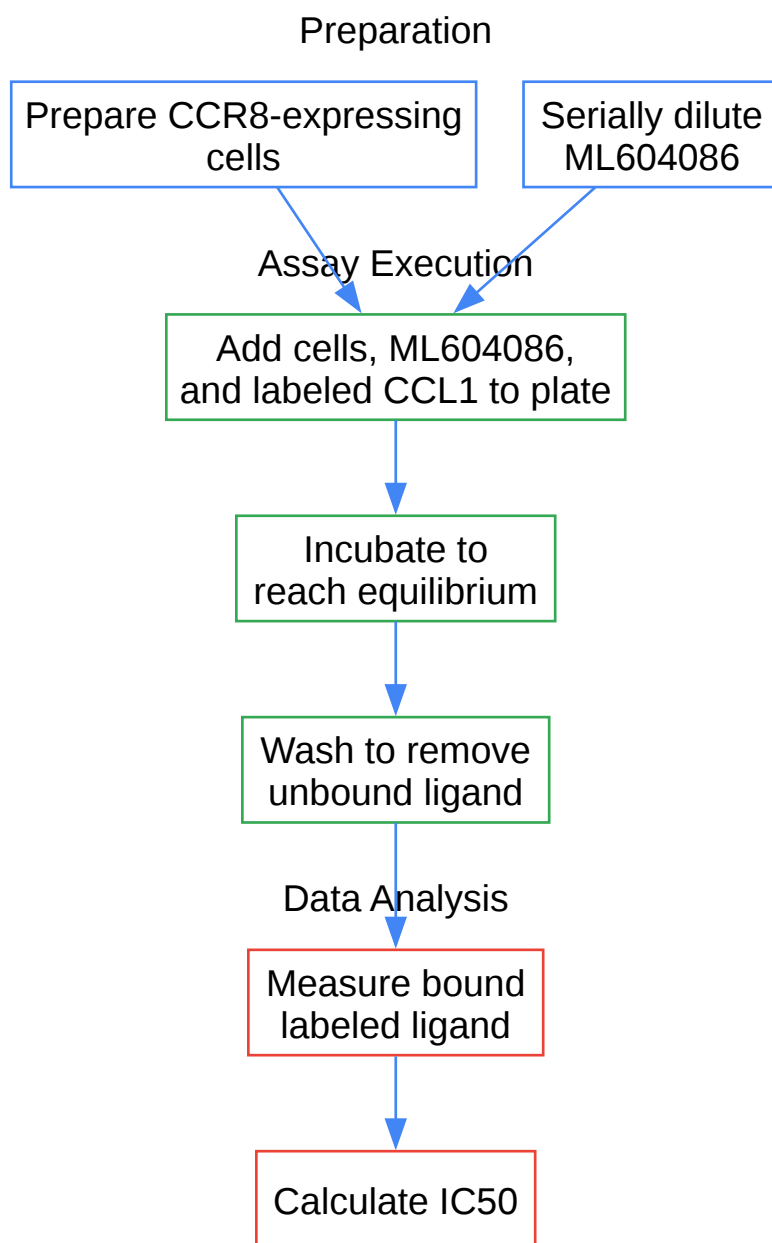 Preparation
Prepare CCR8-expressing
cells
Serially dilute
ML604086
Assay Execution
Add cells, ML604086,
and labeled CCL1 to plate
Incubate to
reach equilibrium
Wash to remove
unbound ligand
Data Analysis
Measure bound
labeled ligand
Calculate IC50